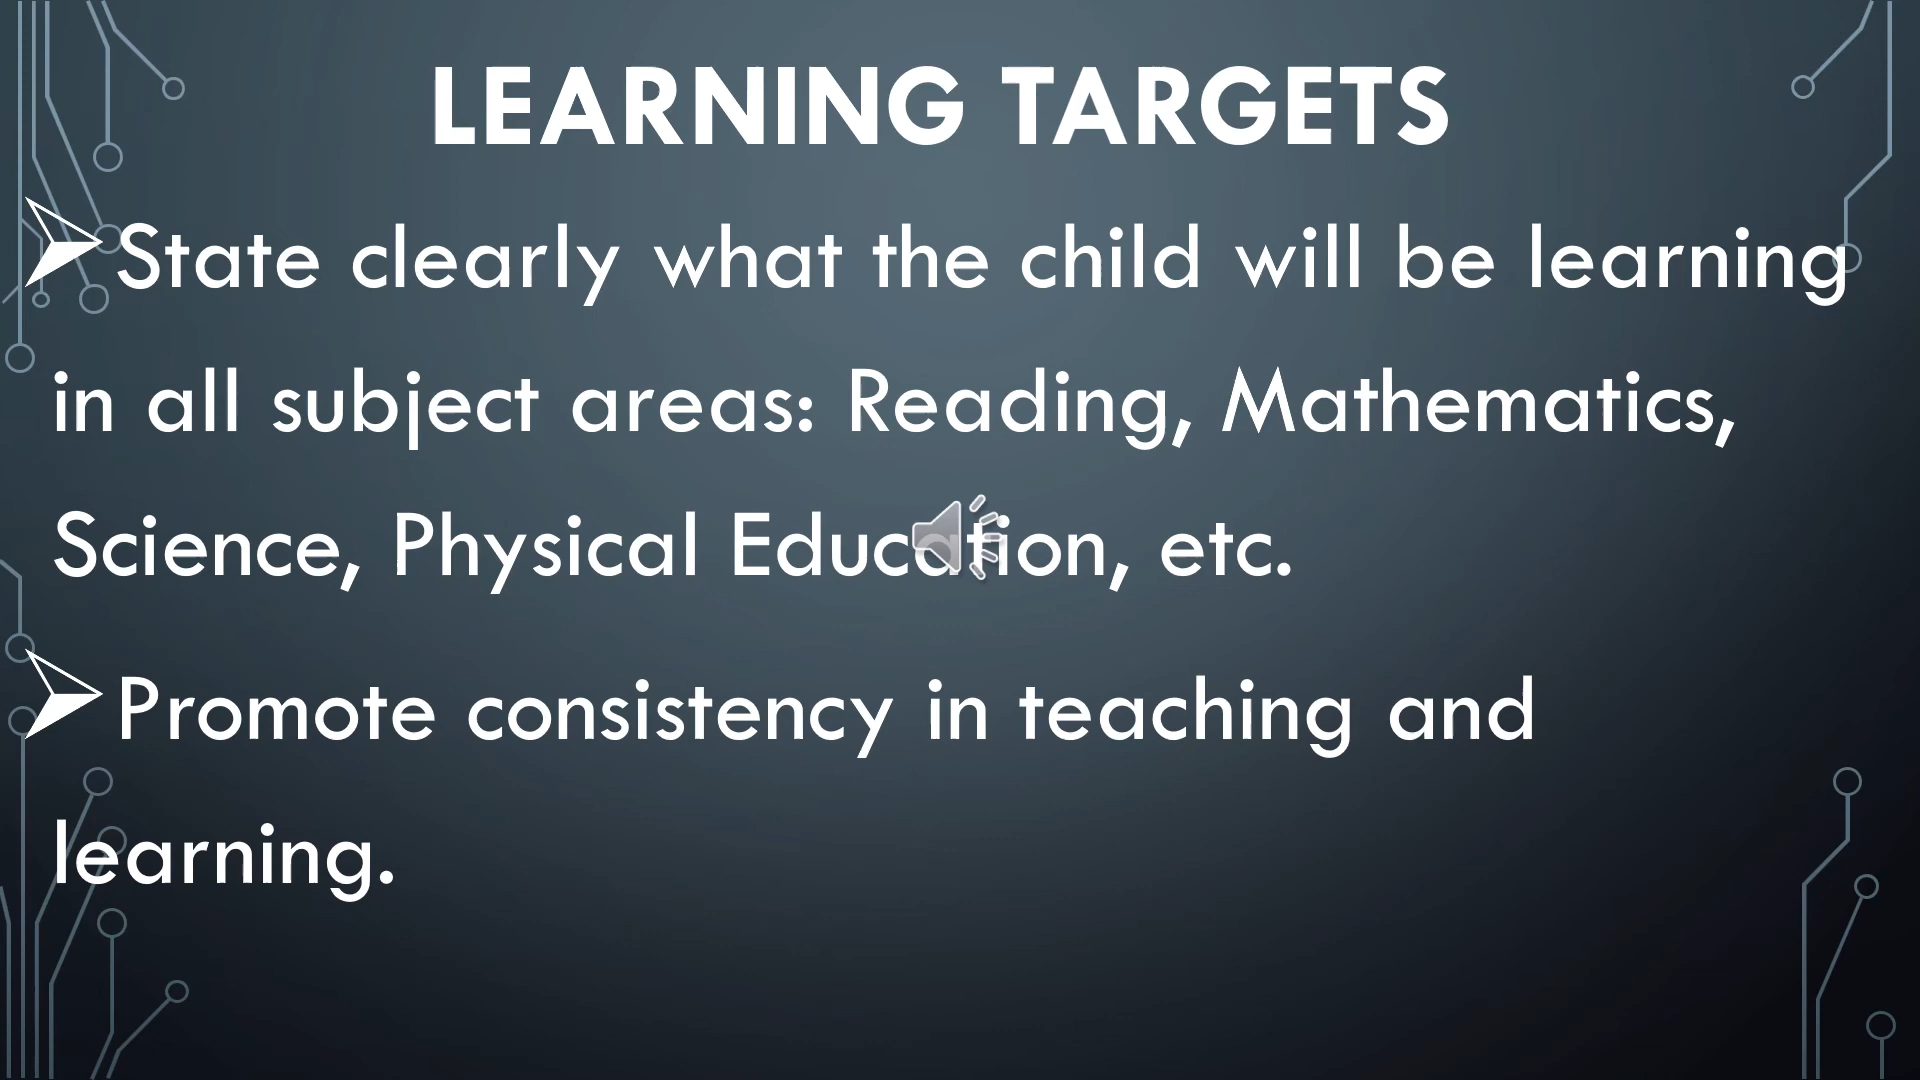 LEARNING TARGETS
State clearly what the child will be learning
in all subject areas: Reading, Mathematics,
Science, Physical Education, etc.
Promote consistency in teaching and
learning.